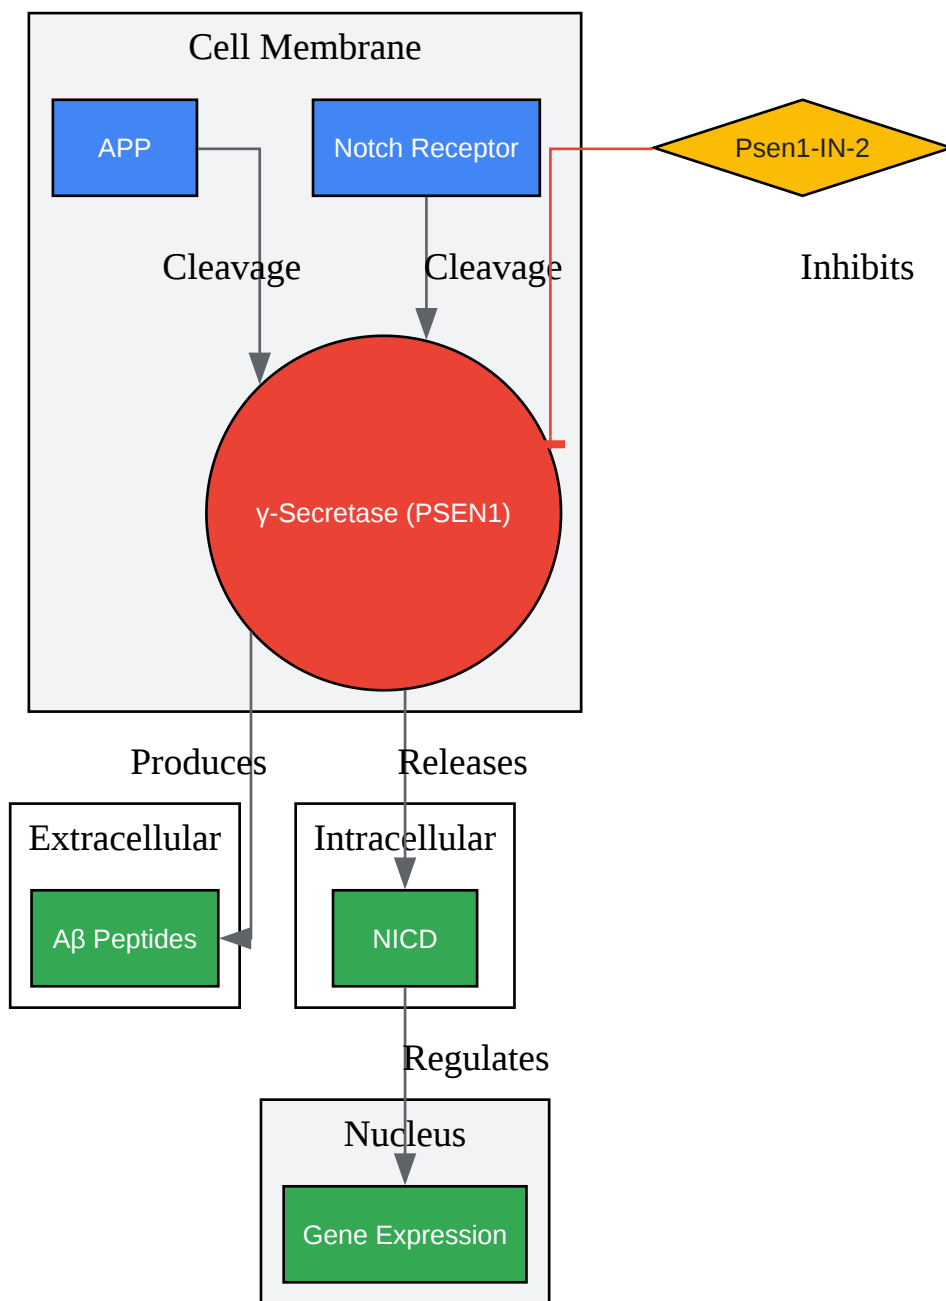 Cell Membrane
APP
Notch Receptor
Psen1-IN-2
Cleavage
Cleavage
Inhibits
γ-Secretase (PSEN1)
Produces
Releases
Extracellular
Intracellular
Aβ Peptides
NICD
Regulates
Nucleus
Gene Expression